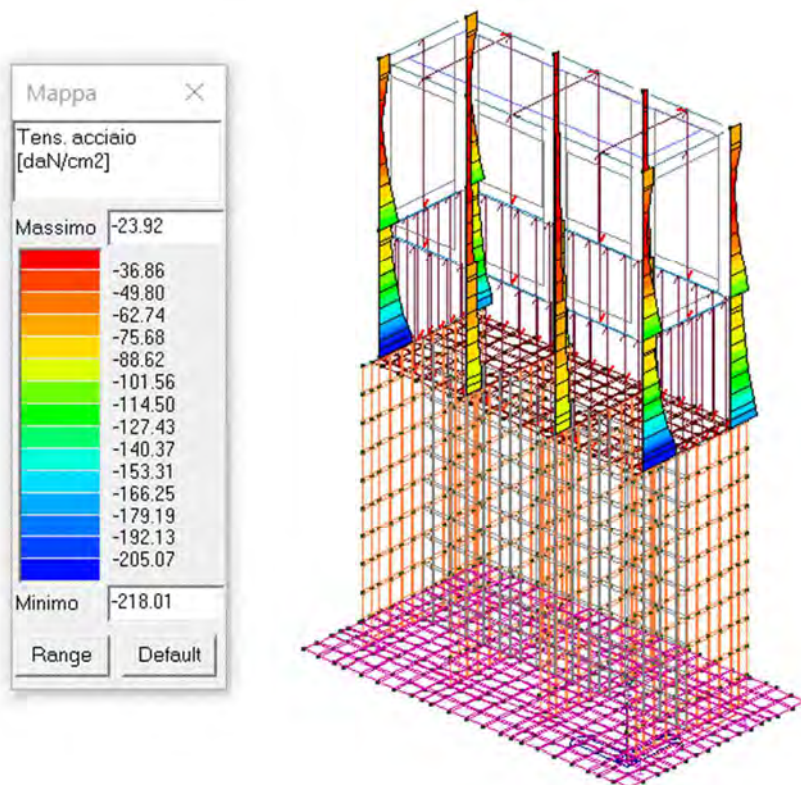 Mappa
Tens. acciaio
[daN/cm2]
Massimo -23.92
-36.86
-49.80
-62.74
-75.68
-88.62
-101.56
-114.50
-127.43
-140.37
-153.31
-166.25
-179.19
-192.13
-205.07
Minimo -218.01
Range Default